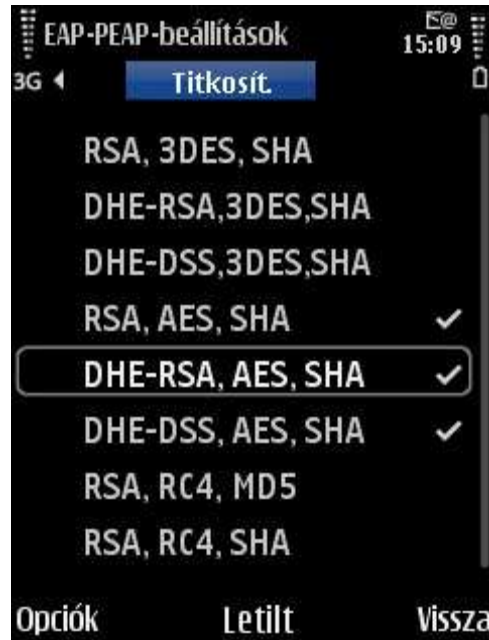 EAP-PEAP-beállítások
15:09
3G
Titkosít.
RSA, 3DES, SHA
DHE-RSA,3DES,SHA
DHE-DSS,3DES,SHA
RSA, AES, SHA
DHE-RSA, AES, SHA
DHE-DSS, AES, SHA
RSA, RC4, MD5
RSA, RC4, SHA
Opciók Letilt Vissza